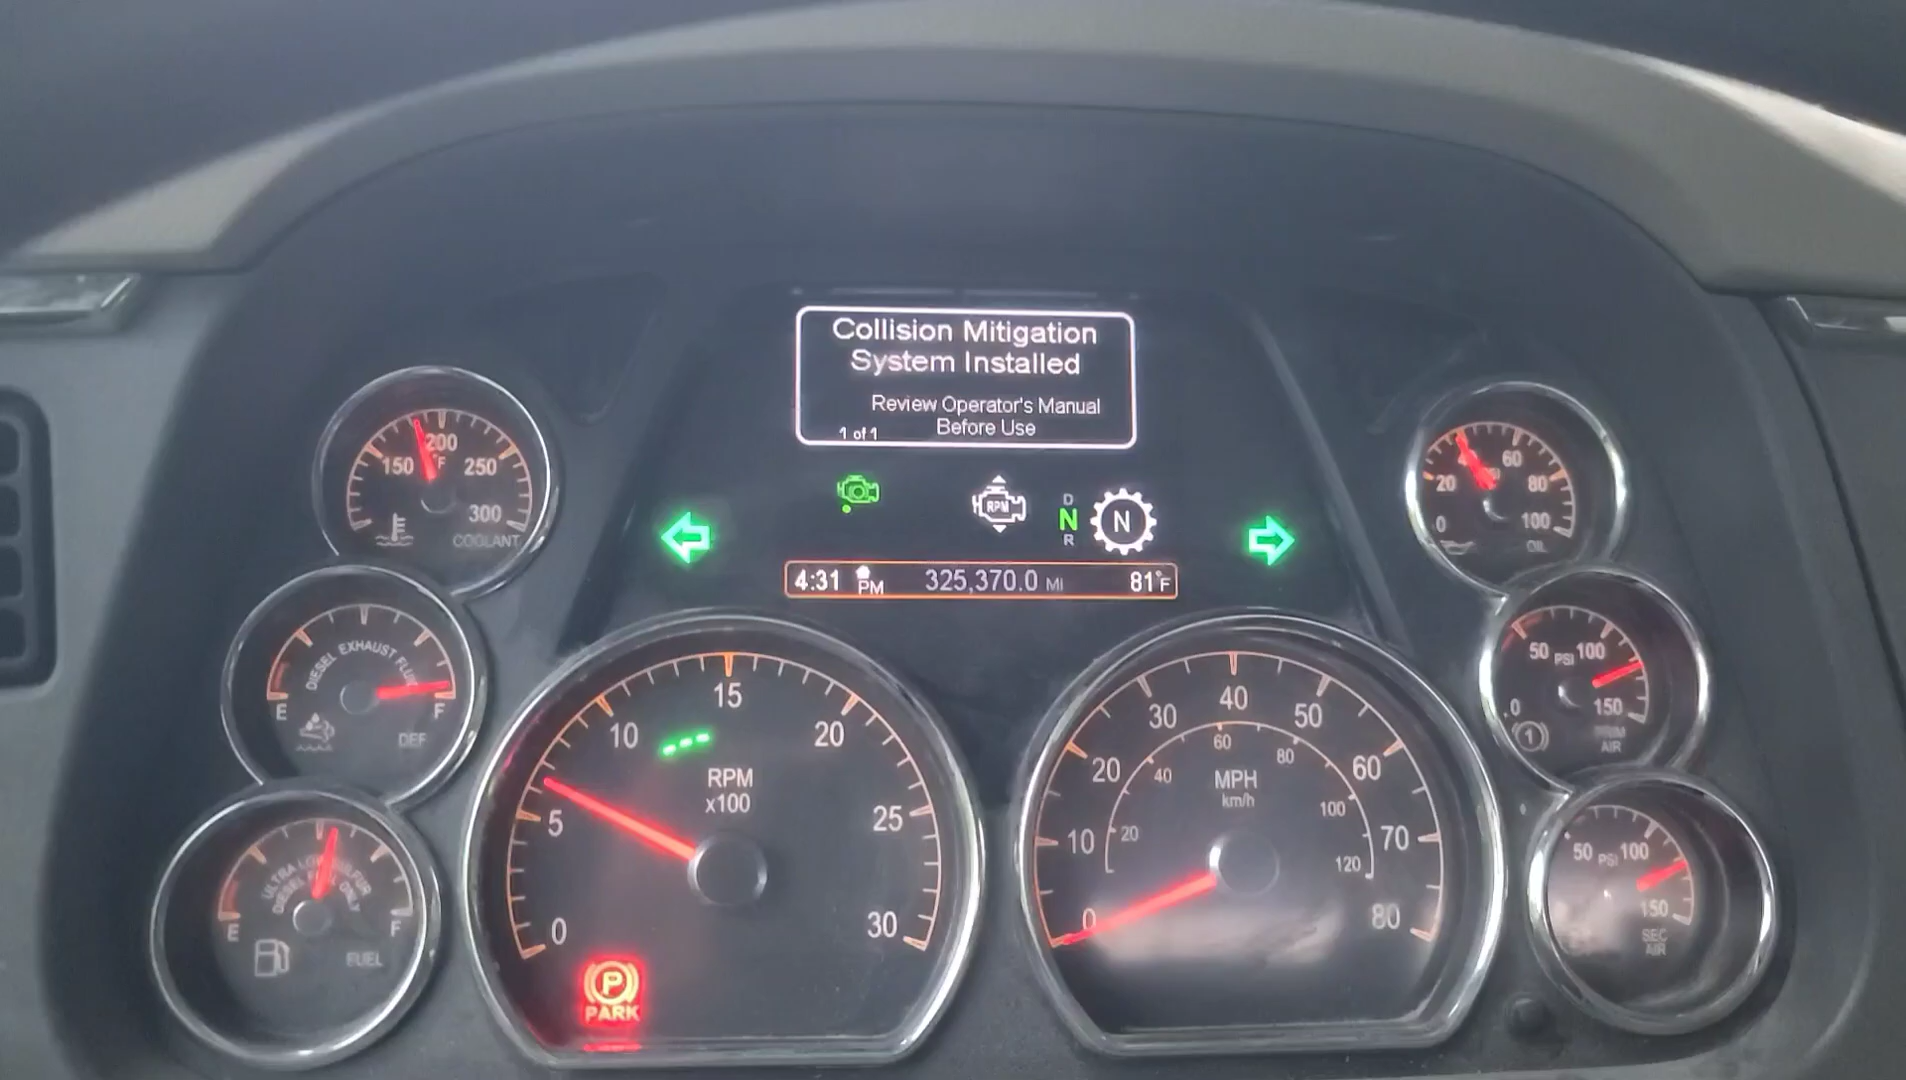 Collision Mitigation
System Installed
Review Operator's Manual
1 of 1
Before Use
RPM
D
N
R
N
4:31 PM
325,370.0 MI
81°F
150
200
°F
250
300
COOLANT
DIESEL EXHAUST FLUID
E
F
DEF
ULTRA LOW SULFUR
DIESEL FUEL ONLY
E
F
FUEL
0
5
10
15
20
25
30
RPM
x100
P
PARK
0
10
20
30
40
50
60
70
80
MPH
km/h
20
40
60
80
100
120
0
20
60
80
100
OIL
0
50
PSI
100
150
1
PRIM
AIR
50
PSI
100
150
SEC
AIR